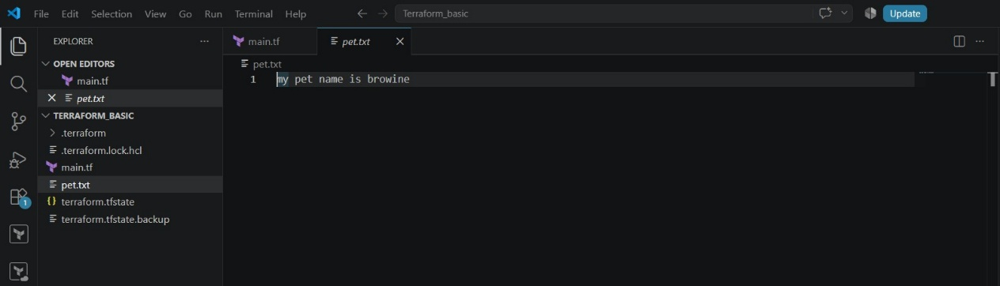 File Edit Selection View Go Run Terminal Help
Terraform_basic
Update
EXPLORER
OPEN EDITORS
main.tf
pet.txt
TERRAFORM_BASIC
.terraform
.terraform.lock.hcl
main.tf
pet.txt
terraform.tfstate
terraform.tfstate.backup
1
main.tf
pet.txt
pet.txt
1 my pet name is browine